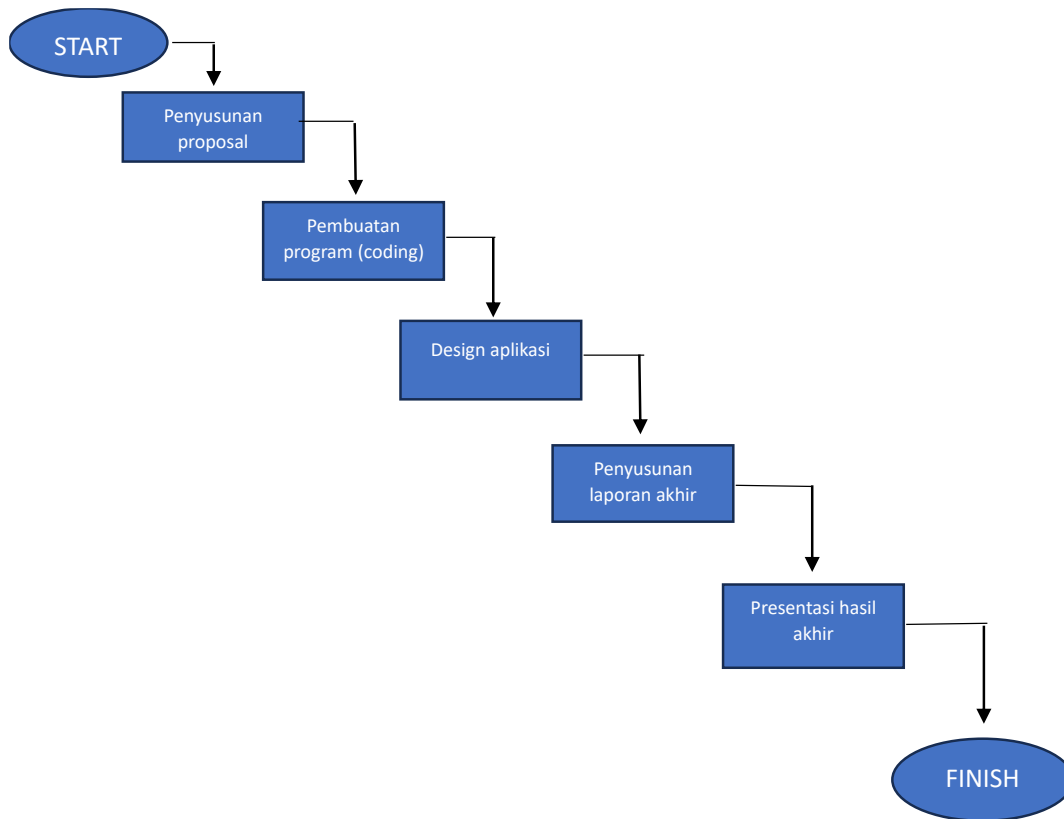 START
Penyusunan
proposal
Pembuatan
program (coding)
Design aplikasi
Penyusunan
laporan akhir
Presentasi hasil
akhir
FINISH